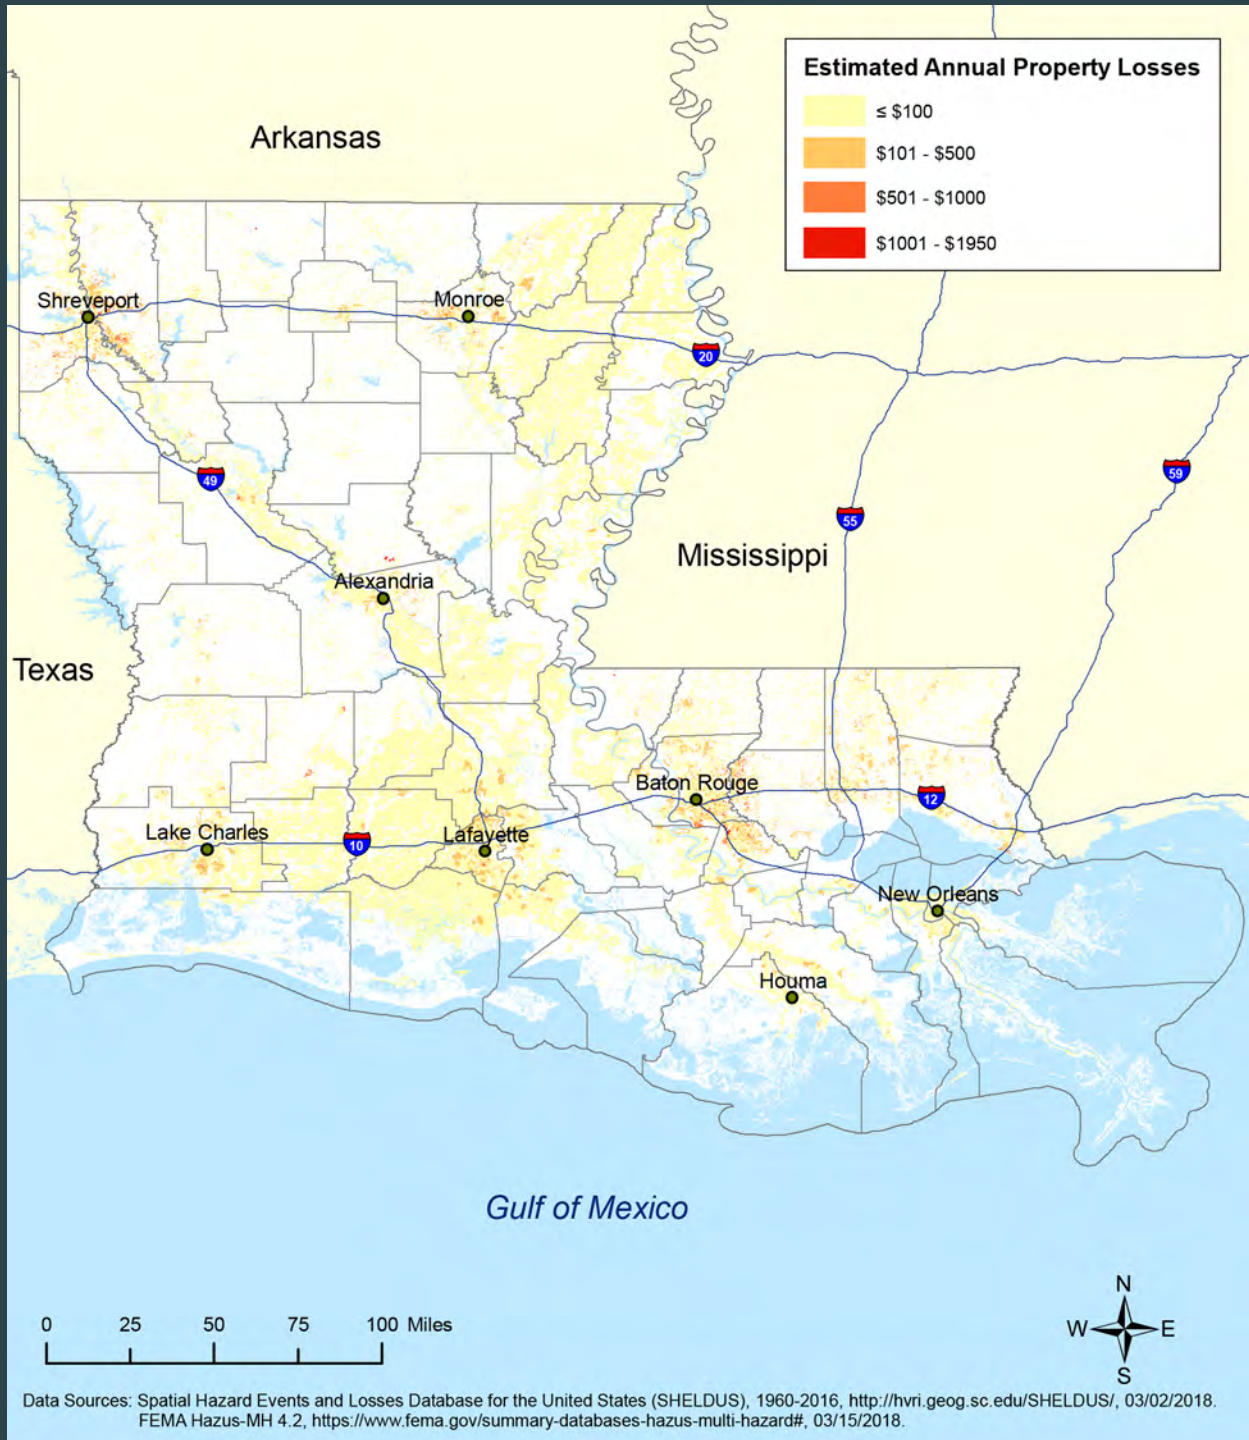 Estimated Annual Property Losses
≤ $100
$101 - $500
$501 - $1000
$1001 - $1950
Arkansas
Shreveport
Monroe
20
49
59
55
Mississippi
Alexandria
Texas
Baton Rouge
12
Lake Charles
10
Lafayette
New Orleans
Houma
Gulf of Mexico
N
W E
S
0 25 50 75 100 Miles
Data Sources: Spatial Hazard Events and Losses Database for the United States (SHELDUS), 1960-2016, http://hvri.geog.sc.edu/SHELDUS/, 03/02/2018.
FEMA Hazus-MH 4.2, https://www.fema.gov/summary-databases-hazus-multi-hazard#, 03/15/2018.